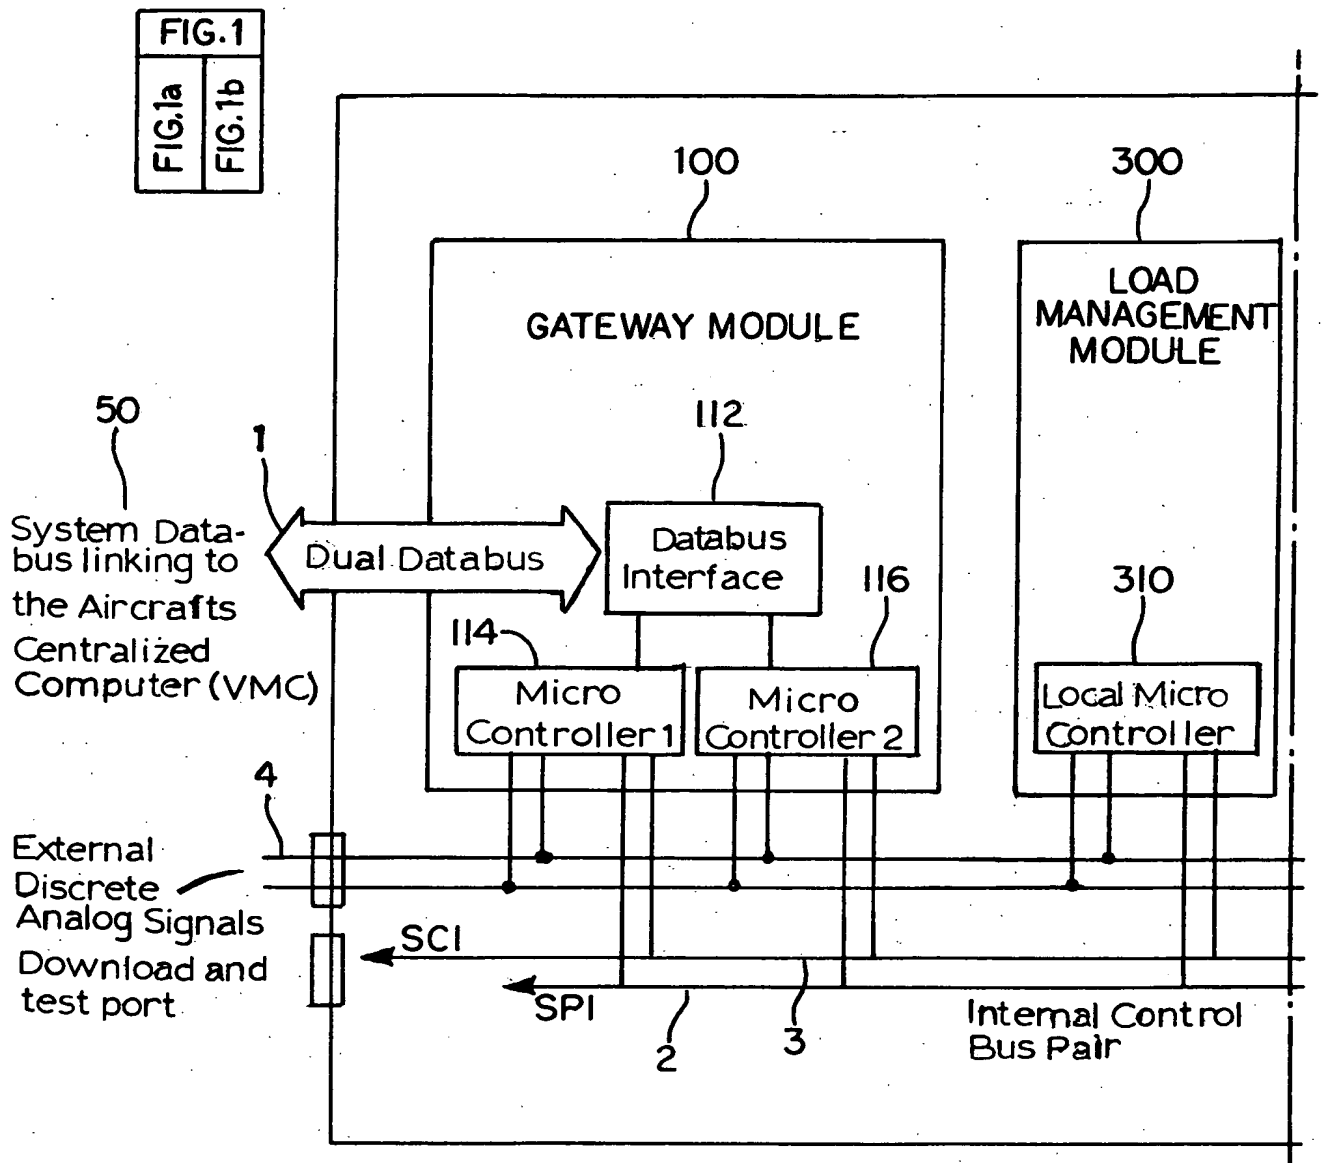 FIG.1
FIG.1a
FIG.1b
100
300
GATEWAY MODULE
LOAD
MANAGEMENT
MODULE
50
1
112
System Data-
bus linking to
the Aircrafts
Centralized
Computer (VMC)
Dual Databus
Databus
Interface
116
310
114
Micro
Controller 1
Micro
Controller 2
Local Micro
Controller
4
External
Discrete
Analog Signals
Download and
test port
SCI
SPI
2
3
Internal Control
Bus Pair